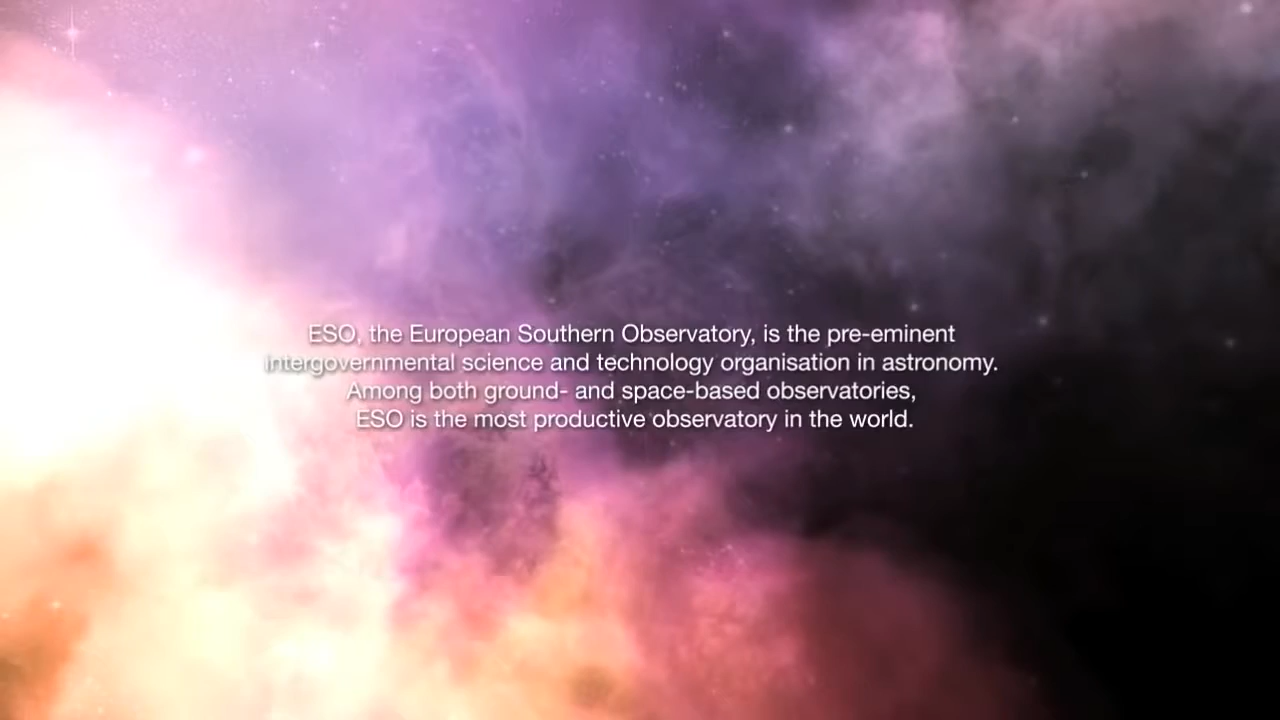 ESO, the European Southern Observatory, is the pre-eminent
intergovernmental science and technology organisation in astronomy.
Among both ground- and space-based observatories,
ESO is the most productive observatory in the world.